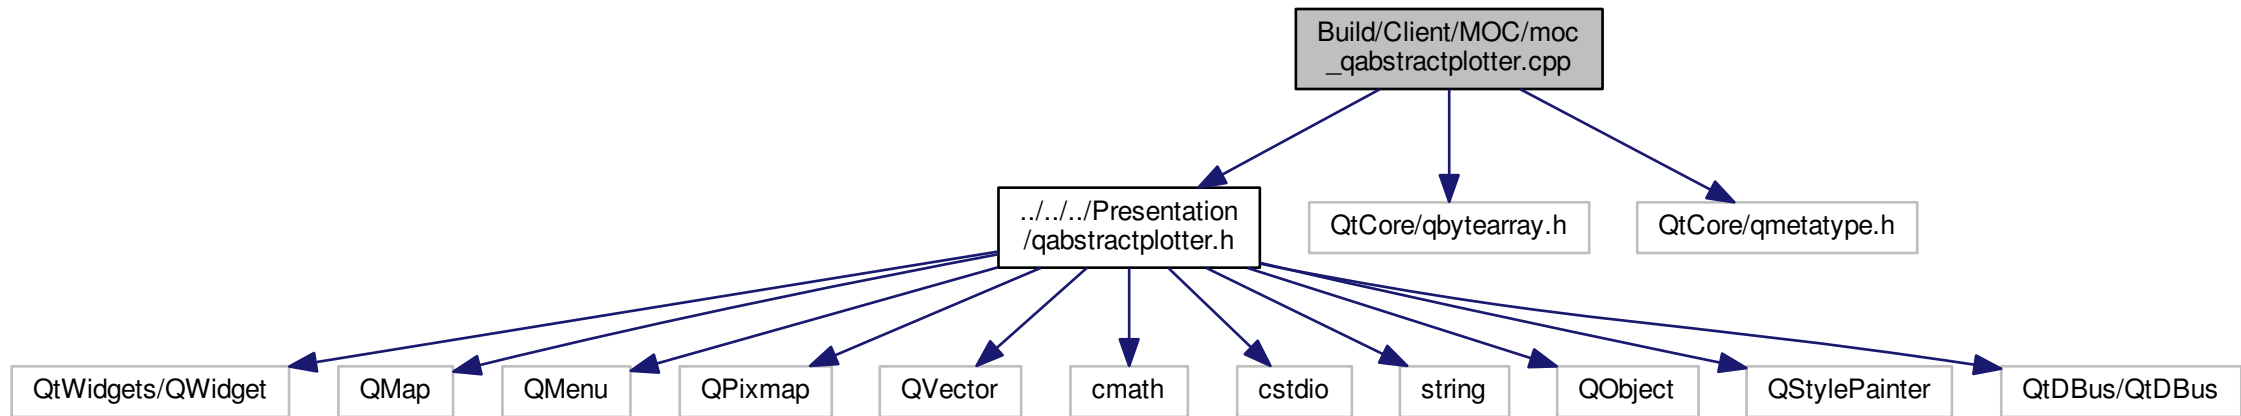 Build/Client/MOC/moc
_qabstractplotter.cpp
../../../Presentation
/qabstractplotter.h
QtCore/qbytearray.h
QtCore/qmetatype.h
QtWidgets/QWidget
QMap
QMenu
QPixmap
QVector
cmath
cstdio
string
QObject
QStylePainter
QtDBus/QtDBus